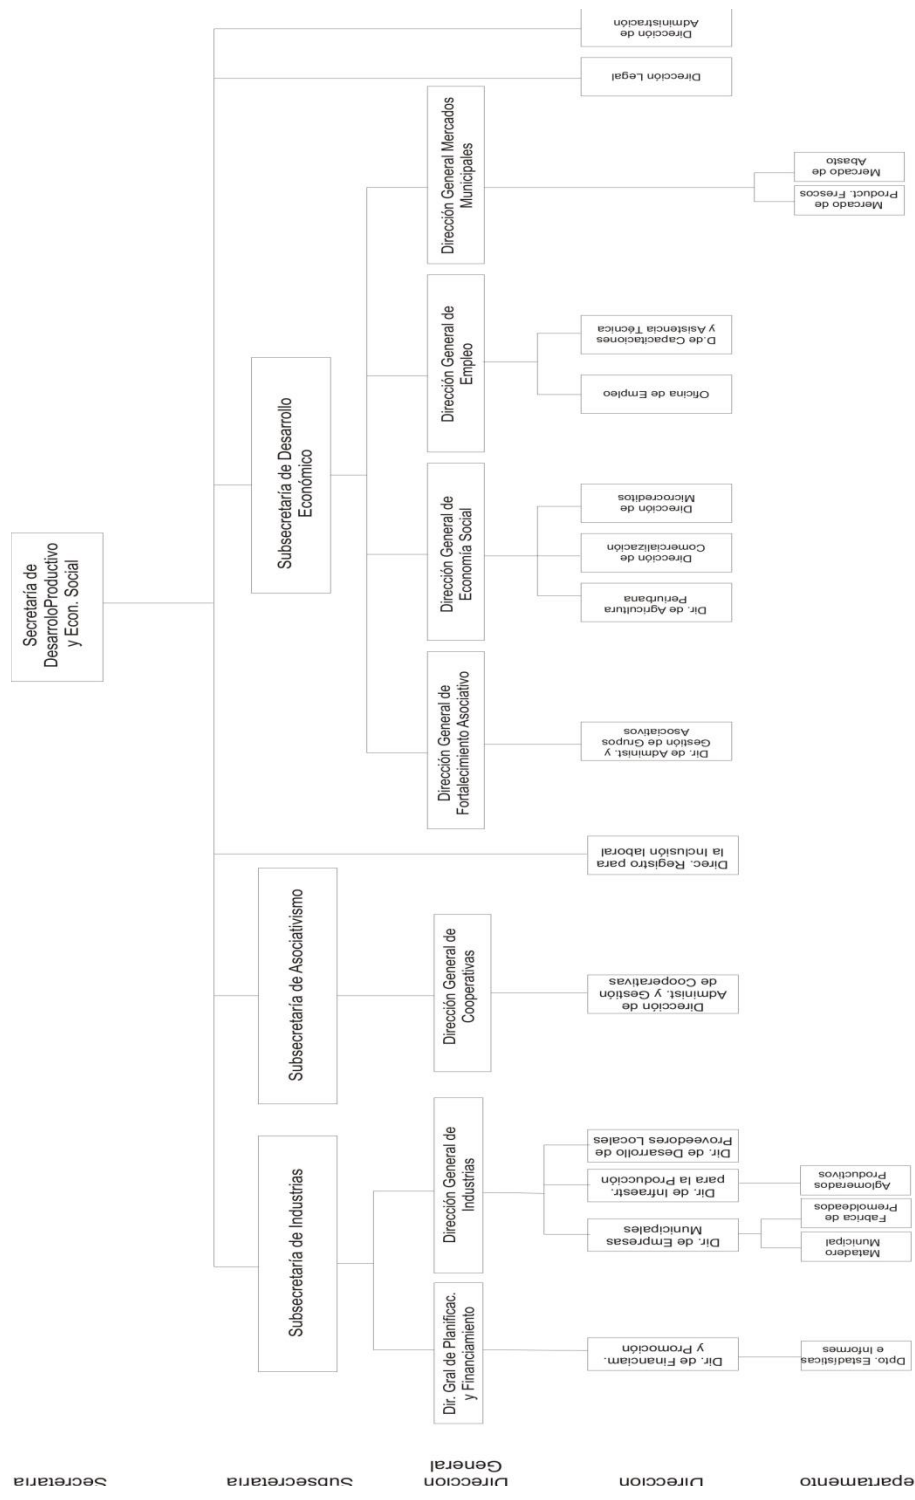 Secretaría de
DesarroloProductivo
y Econ. Social
Subsecretaría de Industrias
Subsecretaría de Asociativismo
Subsecretaría de Desarrollo
Económico
Dir. Gral de Planificac.
y Financiamiento
Dirección General de
Industrias
Dirección General de
Cooperativas
Dirección General de
Fortalecimiento Asociativo
Dirección General de
Economía Social
Dirección General de
Empleo
Dirección General Mercados
Municipales
Dir. de Financiam.
y Promoción
Dir. de Empresas
Municipales
Dir. de Infraestr.
para la Producción
Dir. de Desarrollo de
Proveedores Locales
Dirección de
Administ. y Gestión
de Cooperativas
Direc. Registro para
la Inclusión laboral
Dir. de Administ. y
Gestión de Grupos
Asociativos
Dir. de Agricultura
Periurbana
Dirección de
Comercialización
Dirección de
Microcreditos
Oficina de Empleo
D.de Capacitaciones
y Asistencia Técnica
Dirección Legal
Dirección de
Administración
Dpto. Estadísticas
e Informes
Matadero
Municipal
Fabrica de
Premoldeados
Aglomerados
Productivos
Mercado de
Product. Frescos
Mercado de
Abasto
Secretaria
Subsecretaria
Direccion
General
Direccion
epartamento